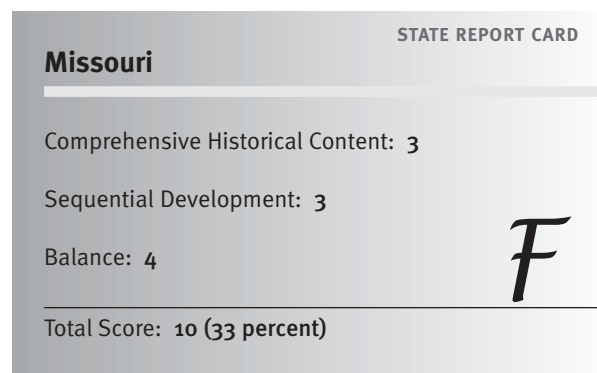 STATE REPORT CARD
Missouri
Comprehensive Historical Content: 3
Sequential Development: 3
Balance: 4
F
Total Score: 10 (33 percent)